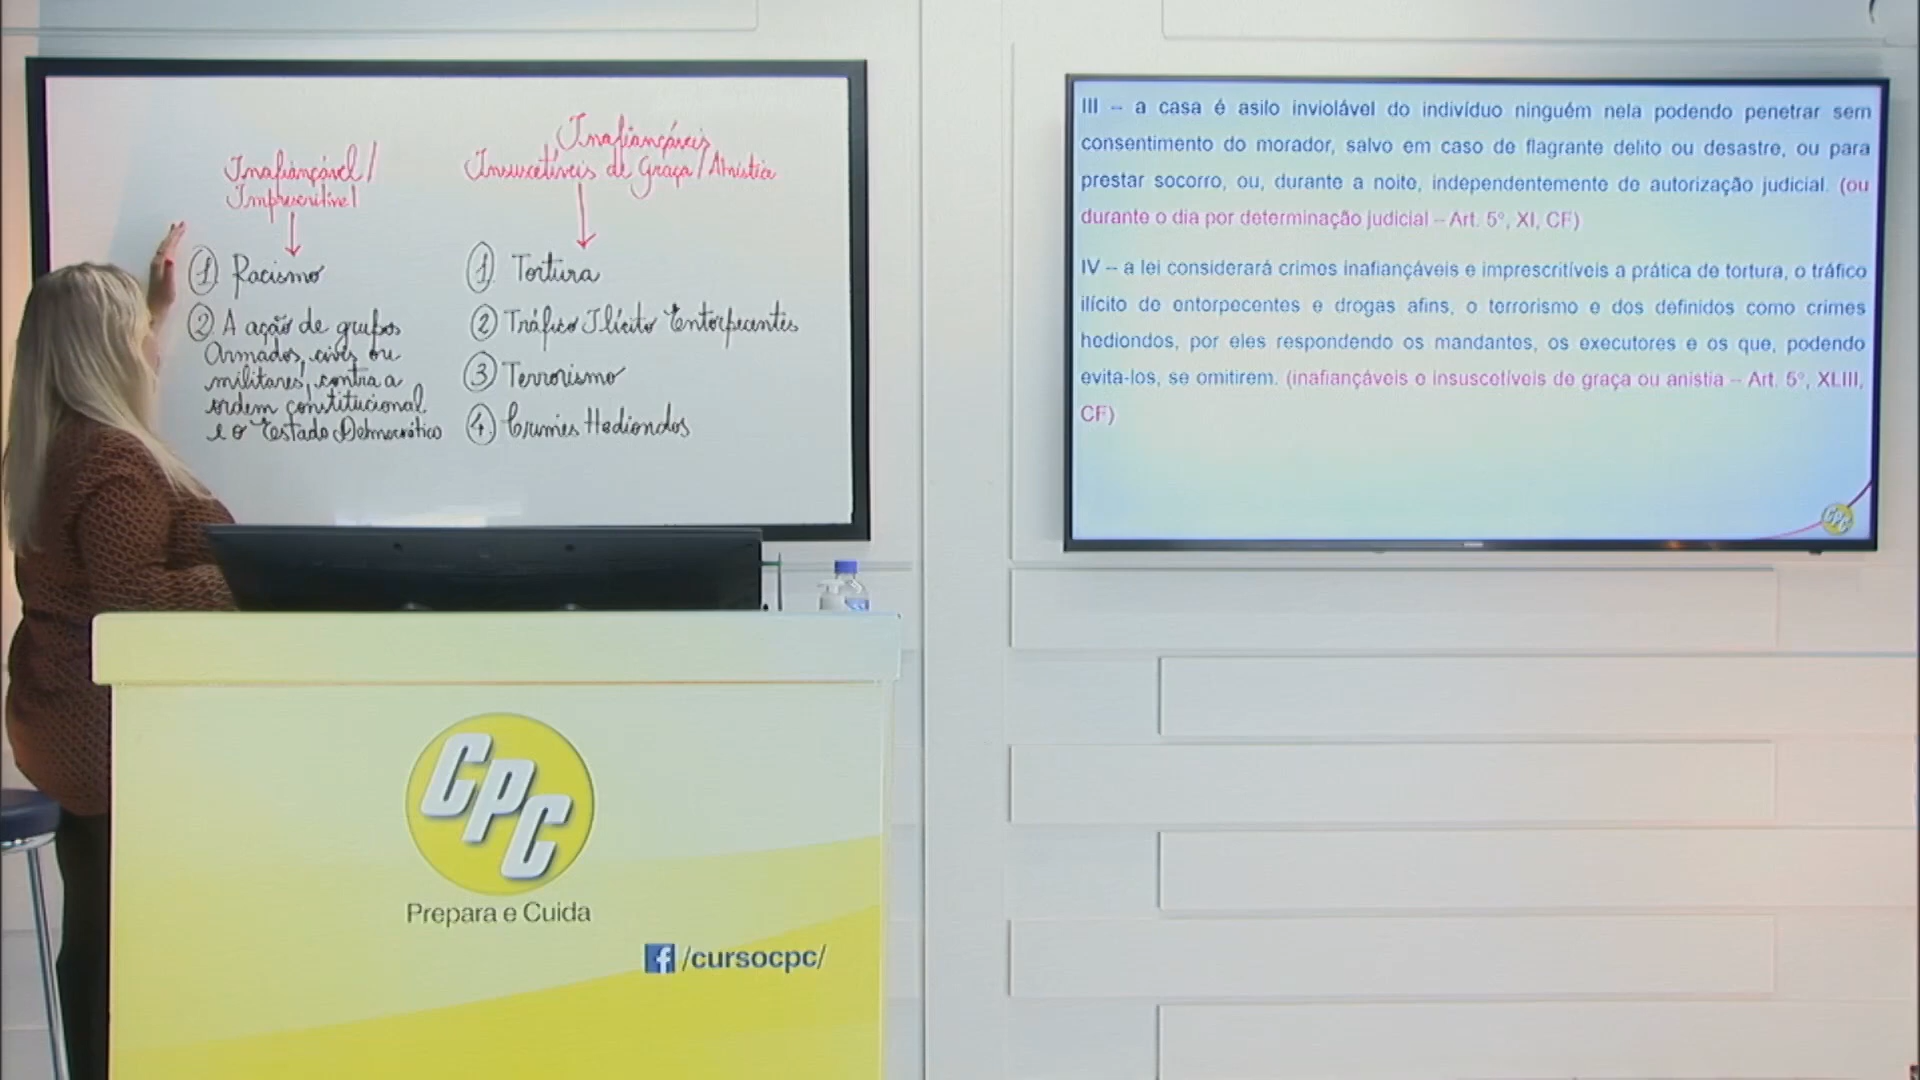 Inafiançável /
Imprescritível
① Racismo
② A ação de grupos
Armados, civis ou
militares, contra a
ordem constitucional
e o Estado Democrático
Inafiançáveis
Insuscetíveis de Graça / Anistia
① Tortura
② Tráfico Ilícito Entorpecentes
③ Terrorismo
④ Crimes Hediondos
III – a casa é asilo inviolável do indivíduo ninguém nela podendo penetrar sem
consentimento do morador, salvo em caso de flagrante delito ou desastre, ou para
prestar socorro, ou, durante a noite, independentemente de autorização judicial. (ou
durante o dia por determinação judicial – Art. 5º, XI, CF)
IV – a lei considerará crimes inafiançáveis e imprescritíveis a prática de tortura, o tráfico
ilícito de entorpecentes e drogas afins, o terrorismo e dos definidos como crimes
hediondos, por eles respondendo os mandantes, os executores e os que, podendo
evita-los, se omitirem. (inafiançáveis e insuscetíveis de graça ou anistia – Art. 5º, XLIII,
CF)
CPC
CPC
Prepara e Cuida
f /cursocpc/